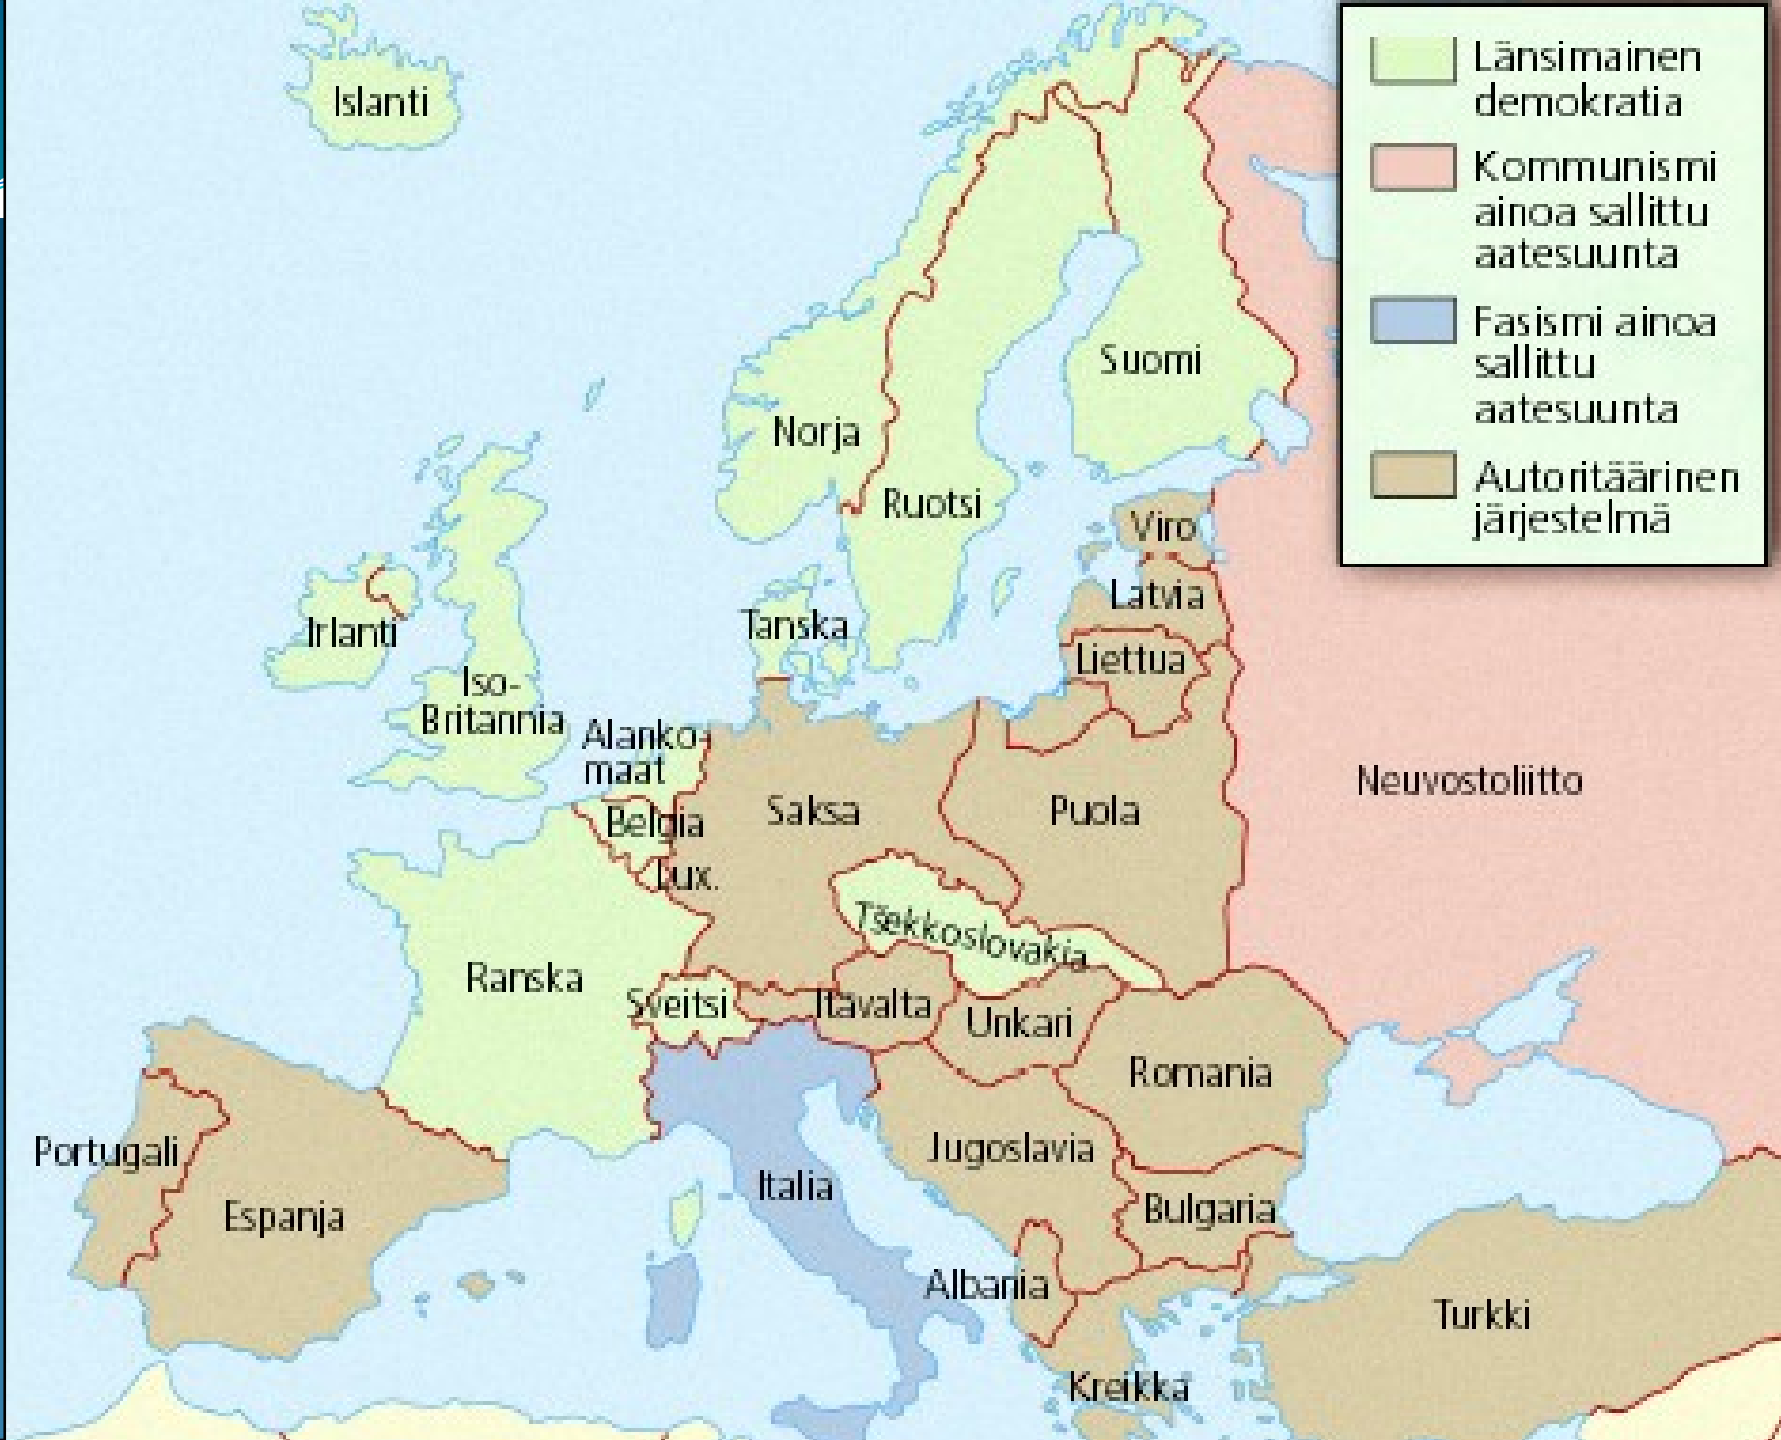 Islanti
Länsimainen
demokratia
Kommunismi
ainoa sallittu
aatesuunta
Fasismi ainoa
sallittu
aatesuunta
Autoritäärinen
järjestelmä
Suomi
Norja
Ruotsi
Viro
Latvia
Irlanti
Tanska
Liettua
Iso-
Britannia
Alanko-
maat
Neuvostoliitto
Belgia
Saksa
Puola
Lux.
Tšekkoslovakia
Ranska
Sveitsi
Itävalta
Unkari
Romania
Portugali
Jugoslavia
Italia
Espanja
Bulgaria
Albania
Turkki
Kreikka